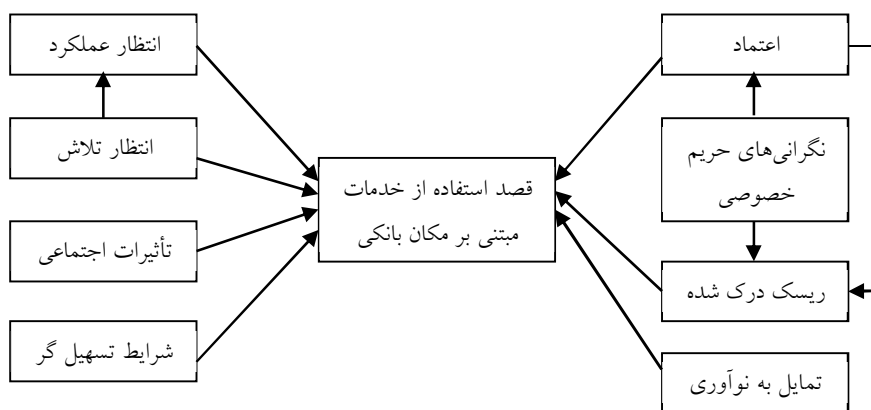 اعتماد
نگرانی‌های حریم
خصوصی
ریسک درک شده
تمایل به نوآوری
قصد استفاده از خدمات
مبتنی بر مکان بانکی
انتظار عملکرد
انتظار تلاش
تأثیرات اجتماعی
شرایط تسهیل گر